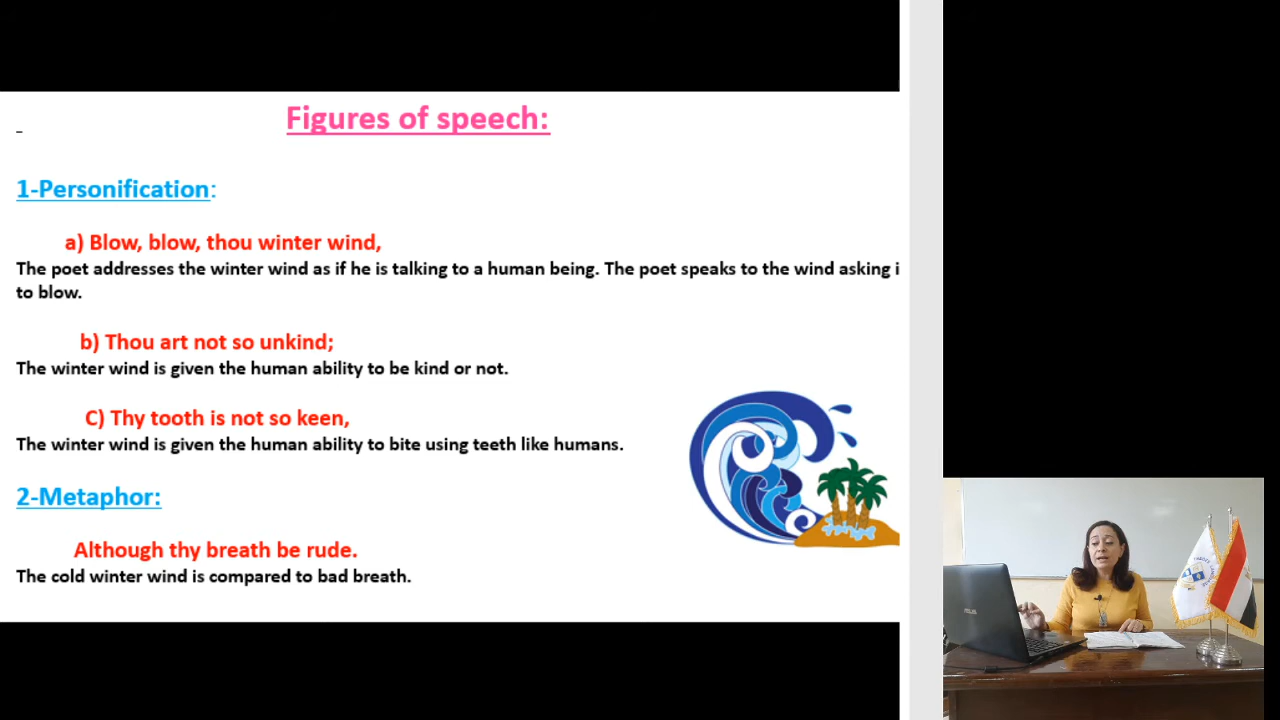 Figures of speech:
1-Personification:
a) Blow, blow, thou winter wind,
The poet addresses the winter wind as if he is talking to a human being. The poet speaks to the wind asking i
to blow.
b) Thou art not so unkind;
The winter wind is given the human ability to be kind or not.
C) Thy tooth is not so keen,
The winter wind is given the human ability to bite using teeth like humans.
2-Metaphor:
Although thy breath be rude.
The cold winter wind is compared to bad breath.
ASUS